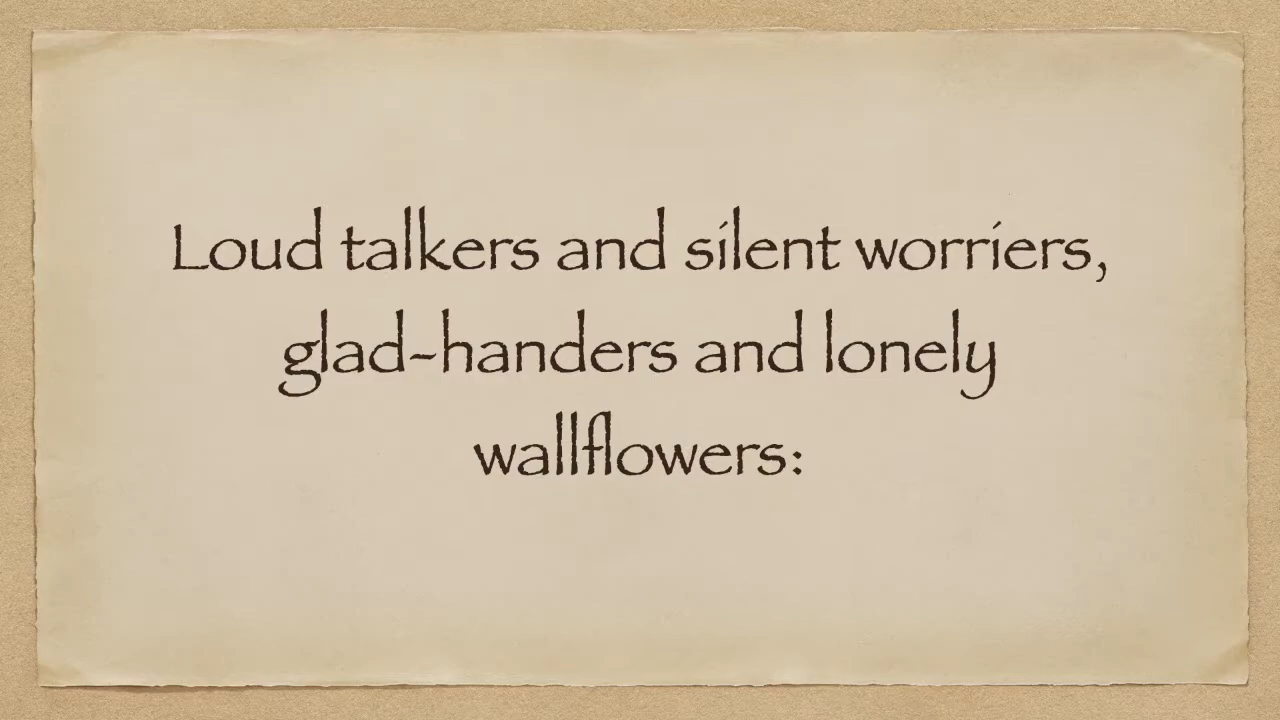 Loud talkers and silent worriers,
glad-handers and lonely
wallflowers: